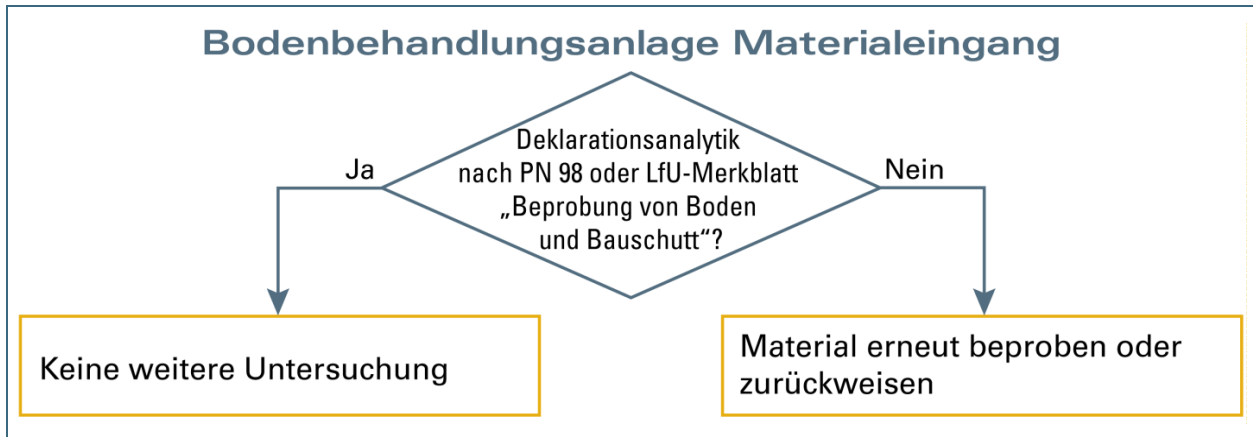 Bodenbehandlungsanlage Materialeingang
Deklarationsanalytik
nach PN 98 oder LfU-Merkblatt
„Beprobung von Boden
und Bauschutt“?
Ja
Nein
Keine weitere Untersuchung
Material erneut beproben oder
zurückweisen